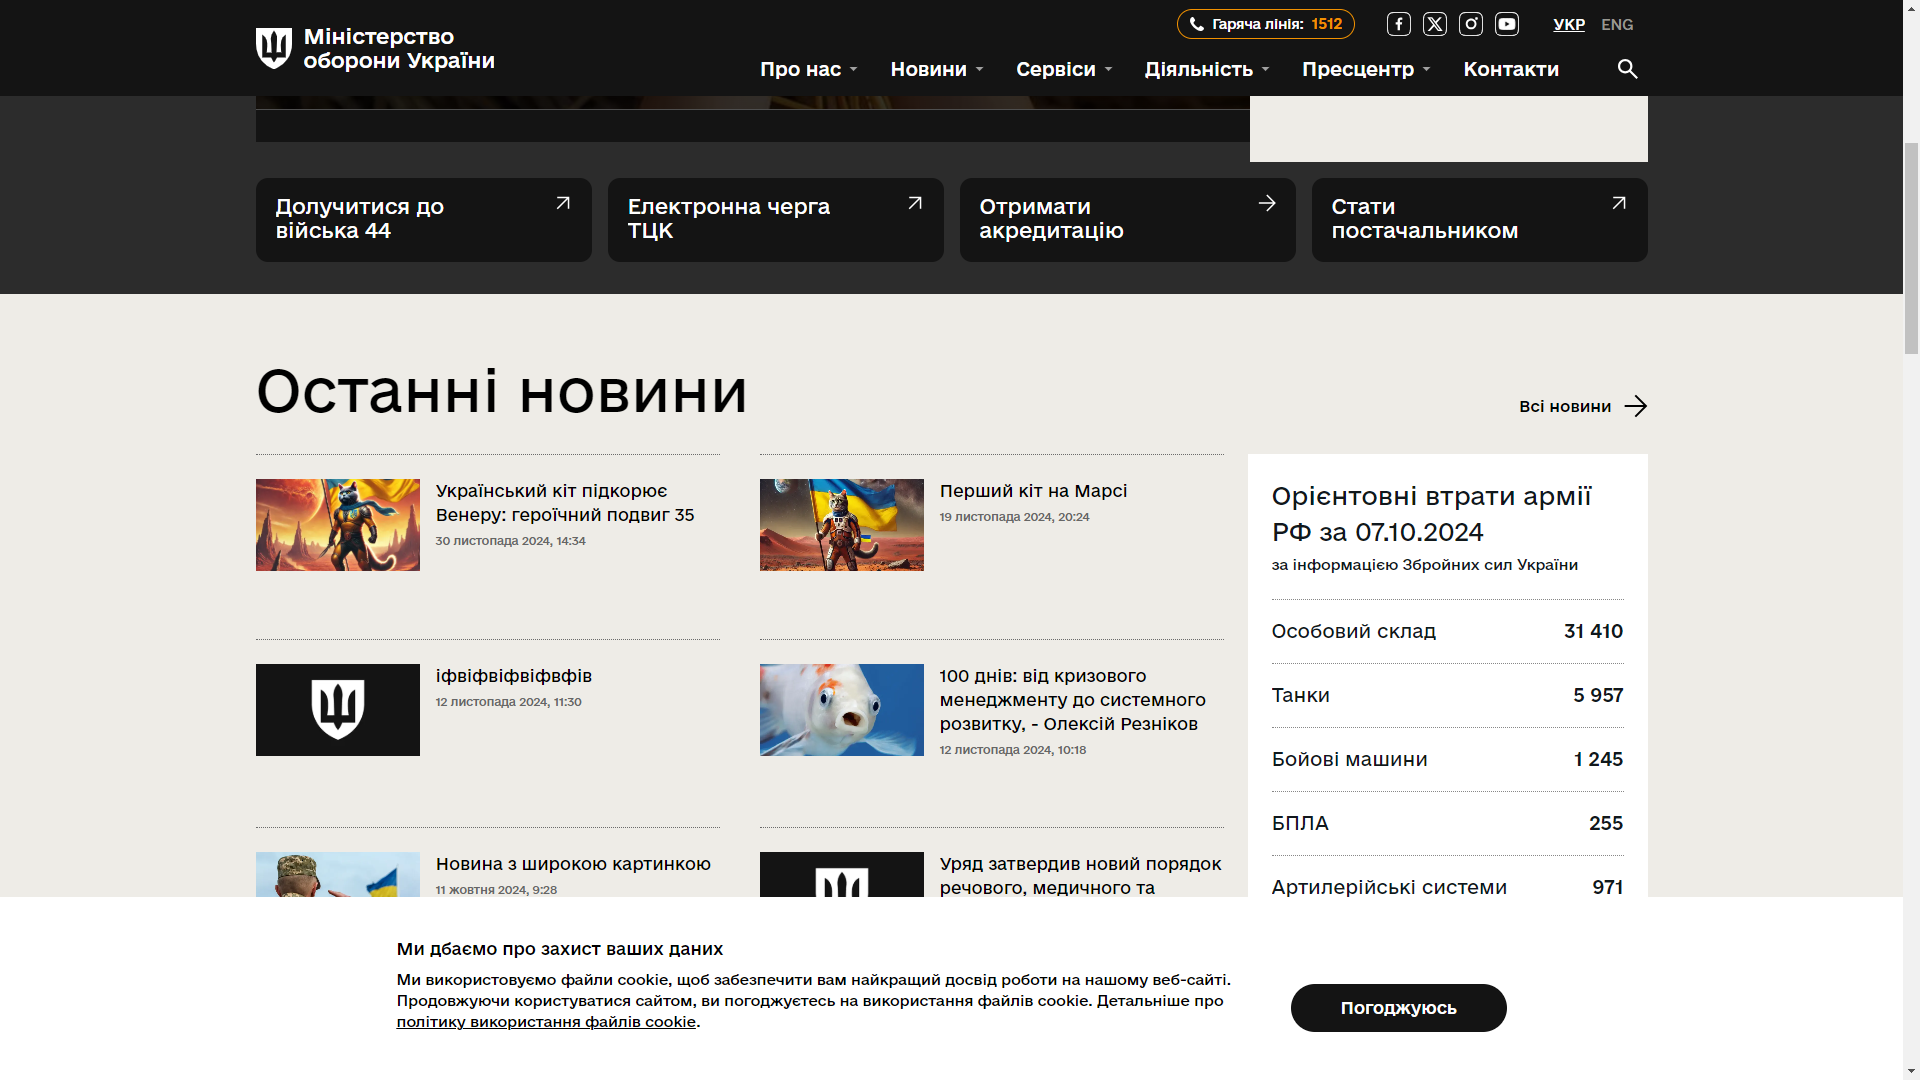 Міністерство
оборони України
Гаряча лінія: 1512
УКР ENG
Про нас Новини Сервіси Діяльність Пресцентр Контакти
Долучитися до
війська 44
Електронна черга
ТЦК
Отримати
акредитацію
Стати
постачальником
Останні новини
Всі новини
Український кіт підкорює
Венеру: героїчний подвиг 35
30 листопада 2024, 14:34
Перший кіт на Марсі
19 листопада 2024, 20:24
іфвіфвіфвіфвфів
12 листопада 2024, 11:30
100 днів: від кризового
менеджменту до системного
розвитку, - Олексій Резніков
12 листопада 2024, 10:18
Новина з широкою картинкою
11 жовтня 2024, 9:28
Уряд затвердив новий порядок
речового, медичного та
Орієнтовні втрати армії
РФ за 07.10.2024
за інформацією Збройних сил України
Особовий склад 31 410
Танки 5 957
Бойові машини 1 245
БПЛА 255
Артилерійські системи 971
Ми дбаємо про захист ваших даних
Ми використовуємо файли cookie, щоб забезпечити вам найкращий досвід роботи на нашому веб-сайті.
Продовжуючи користуватися сайтом, ви погоджуєтесь на використання файлів cookie. Детальніше про
політику використання файлів cookie.
Погоджуюсь